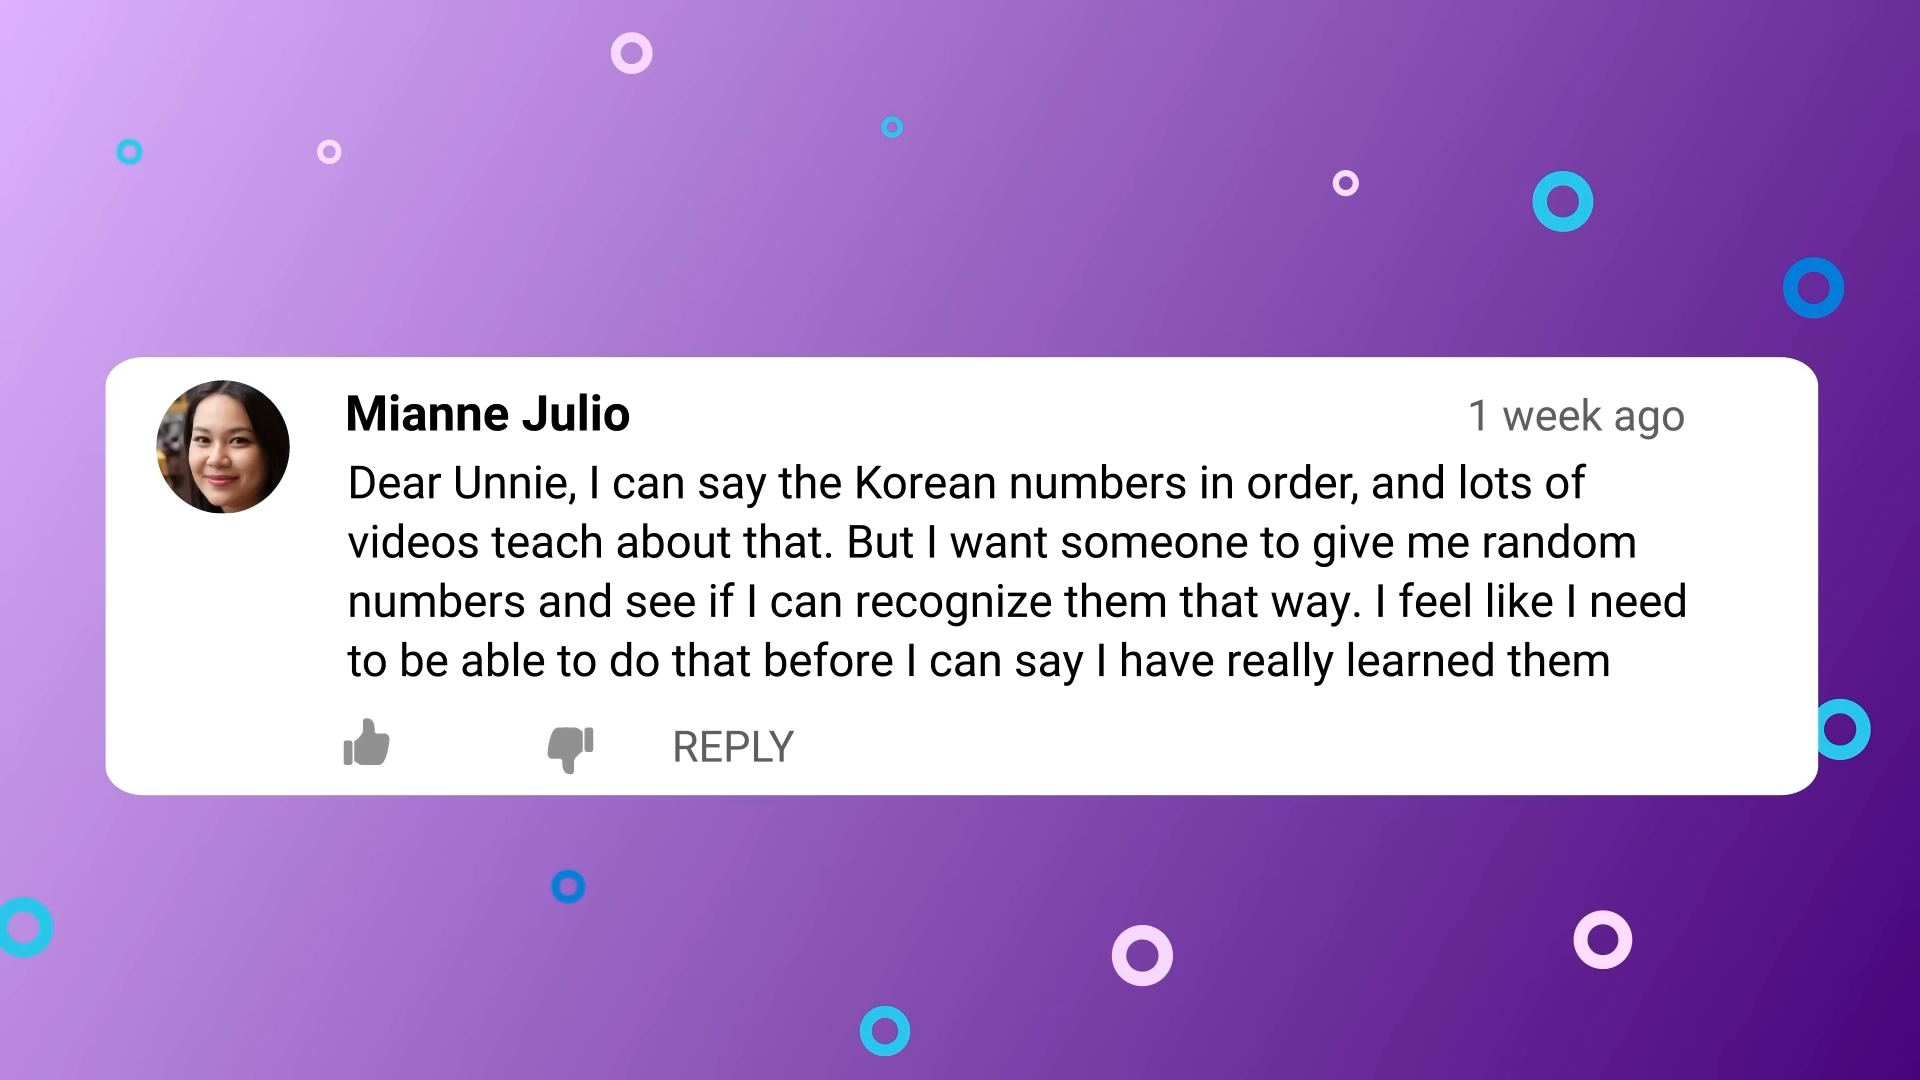 Mianne Julio
1 week ago
Dear Unnie, I can say the Korean numbers in order, and lots of
videos teach about that. But I want someone to give me random
numbers and see if I can recognize them that way. I feel like I need
to be able to do that before I can say I have really learned them
REPLY